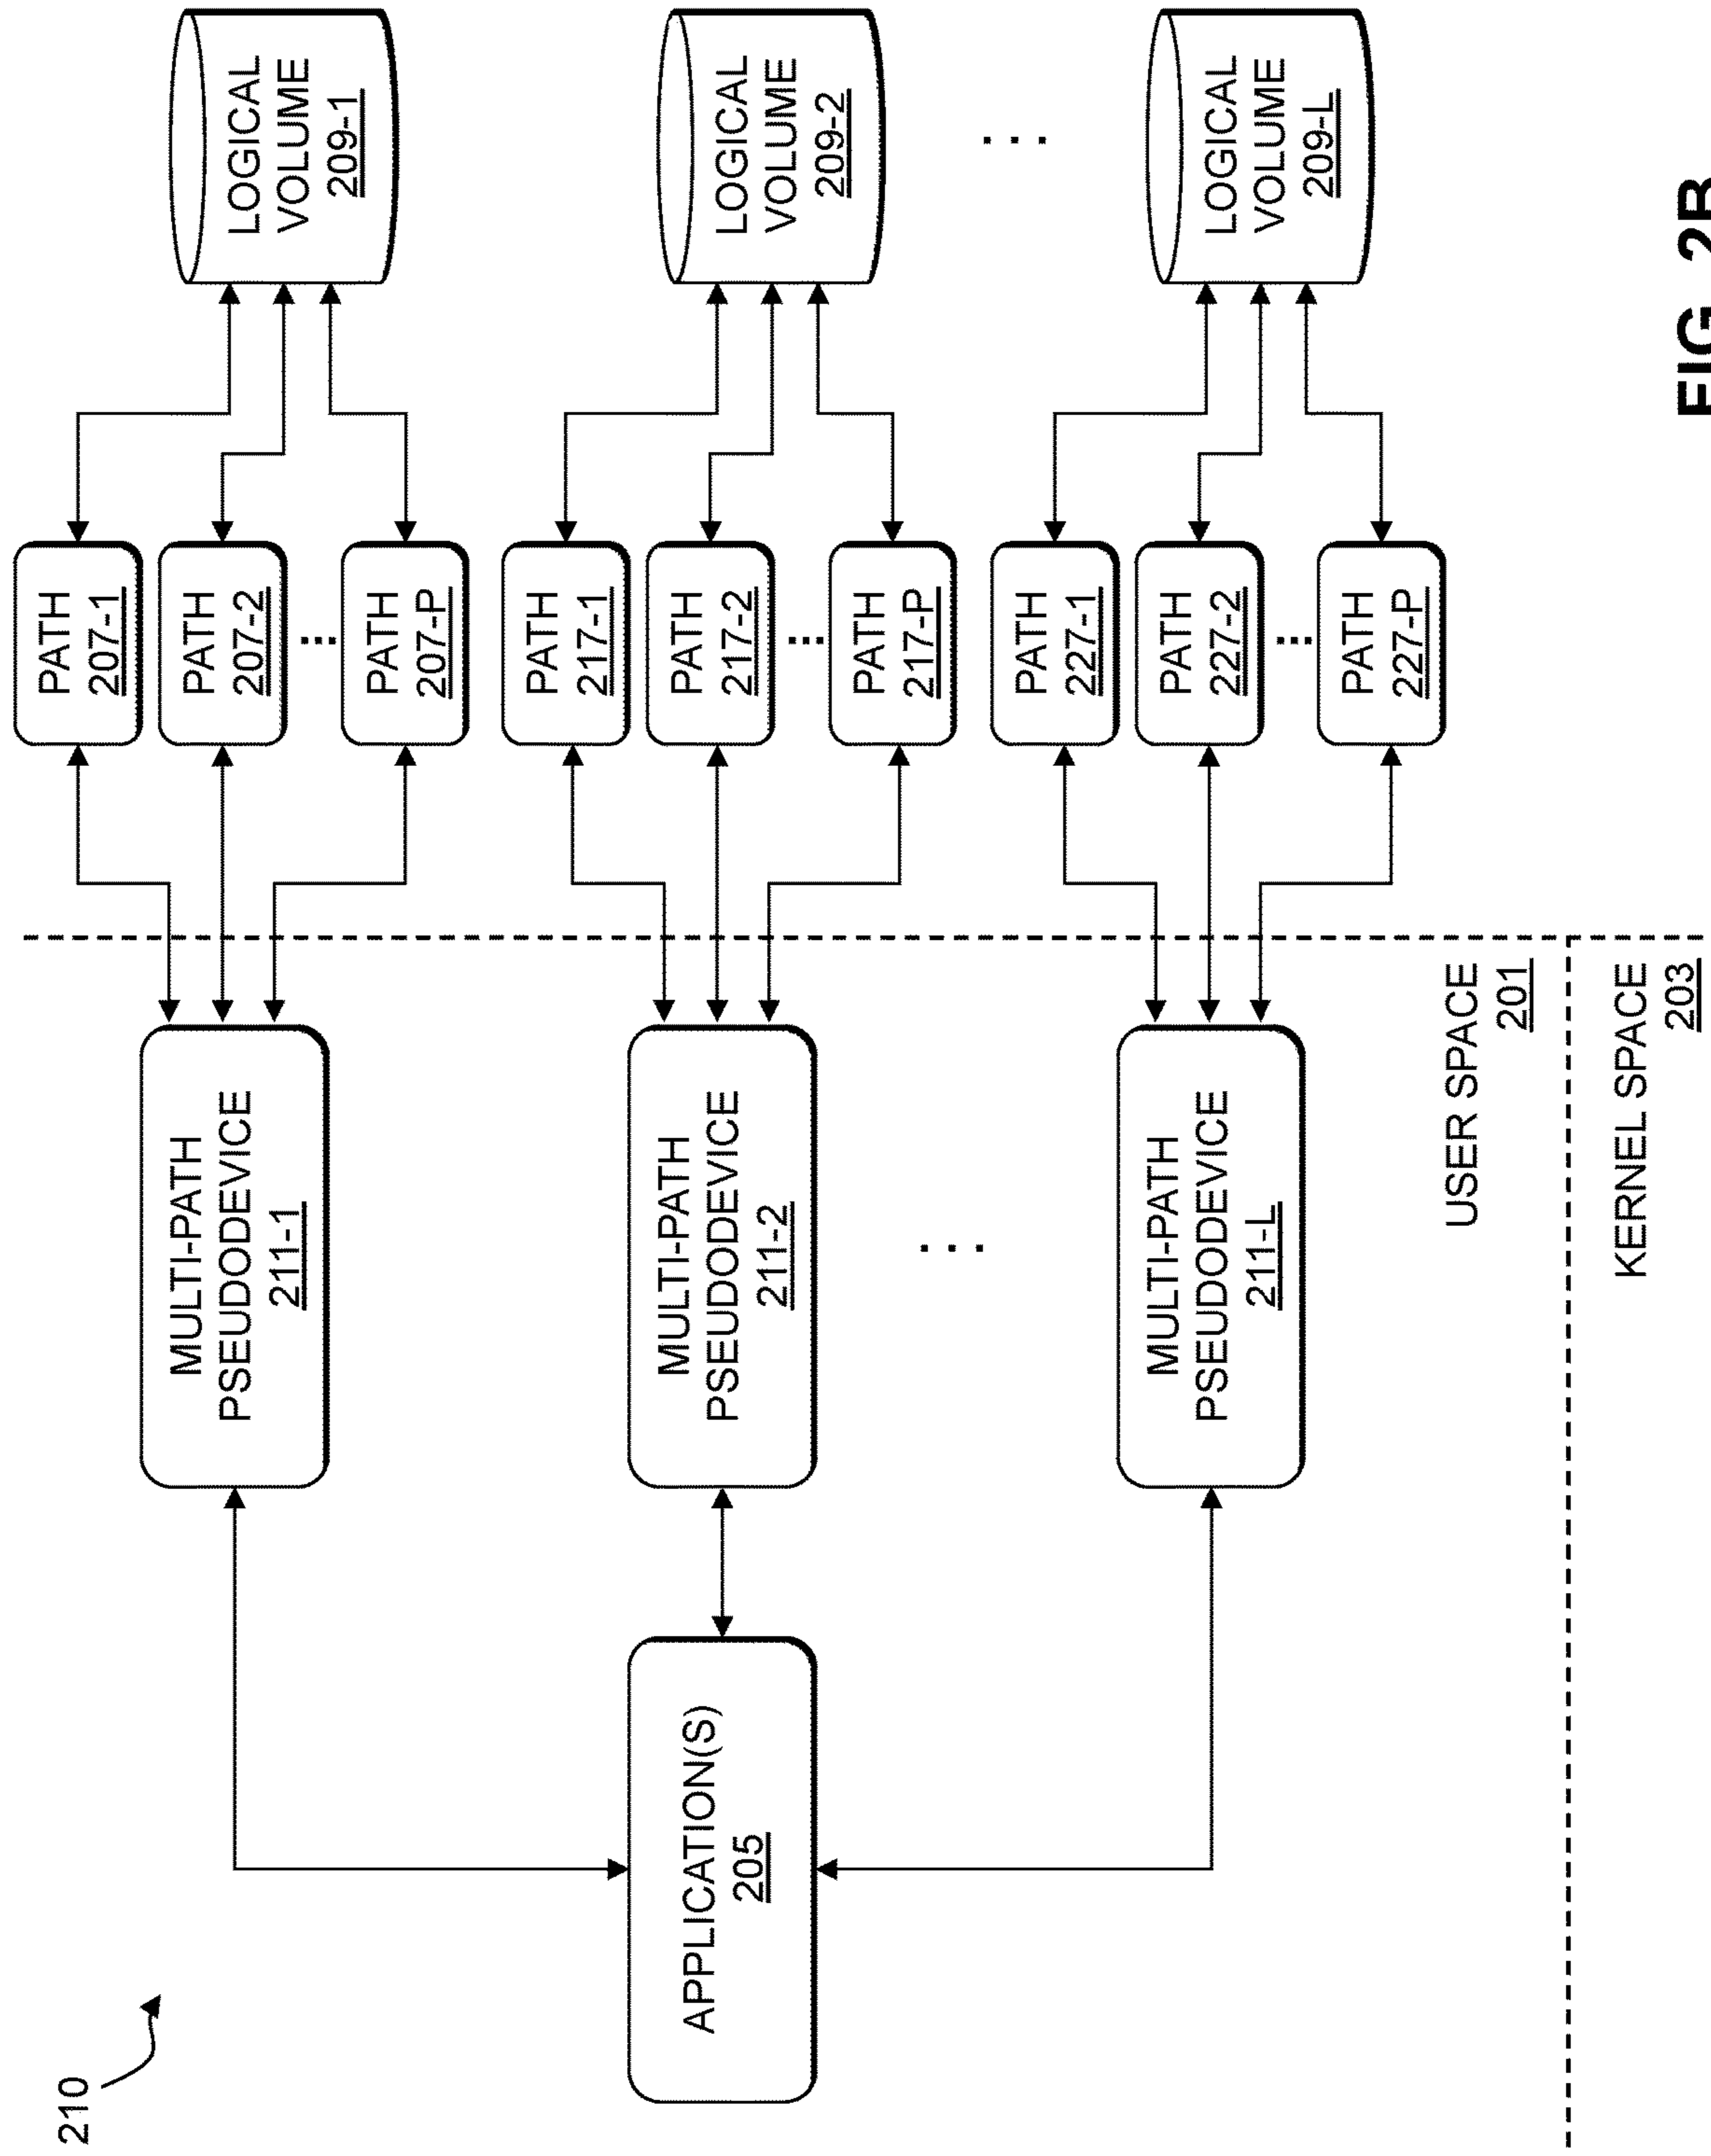 210
APPLICATION(S)
205
MULTI-PATH
PSEUDODEVICE
211-1
MULTI-PATH
PSEUDODEVICE
211-2
. . .
MULTI-PATH
PSEUDODEVICE
211-L
USER SPACE
201
KERNEL SPACE
203
PATH
207-1
PATH
207-2
...
PATH
207-P
PATH
217-1
PATH
217-2
...
PATH
217-P
PATH
227-1
PATH
227-2
...
PATH
227-P
LOGICAL
VOLUME
209-1
LOGICAL
VOLUME
209-2
. . .
LOGICAL
VOLUME
209-L
FIG. 2B